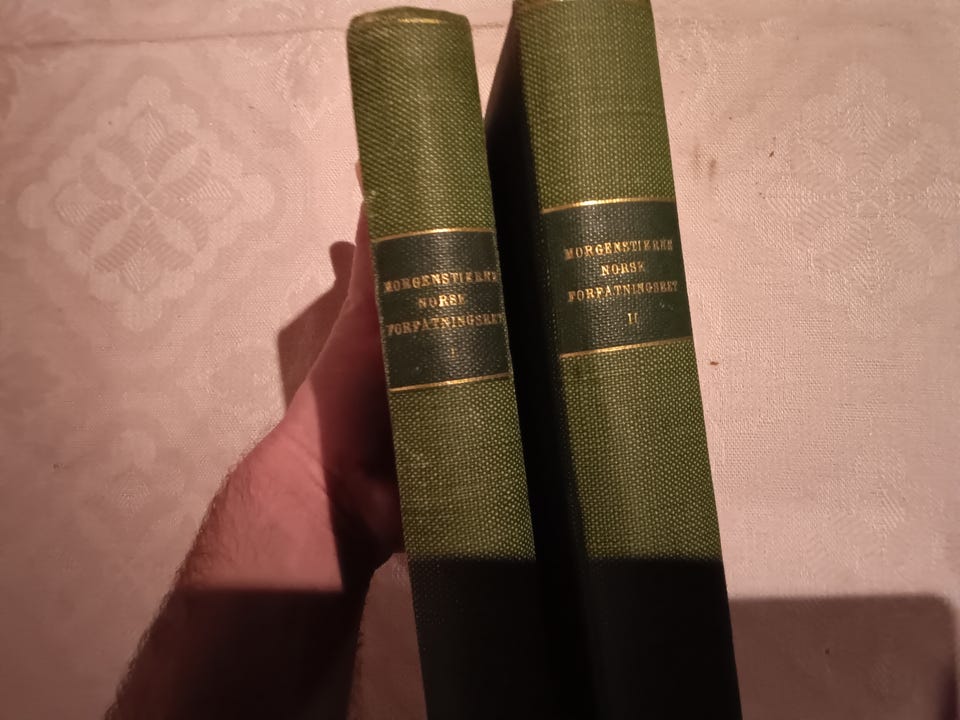 MORGENSTIERNE
NORSK
FORFATNINGSRET
I
MORGENSTIERNE
NORSK
FORFATNINGSRET
II